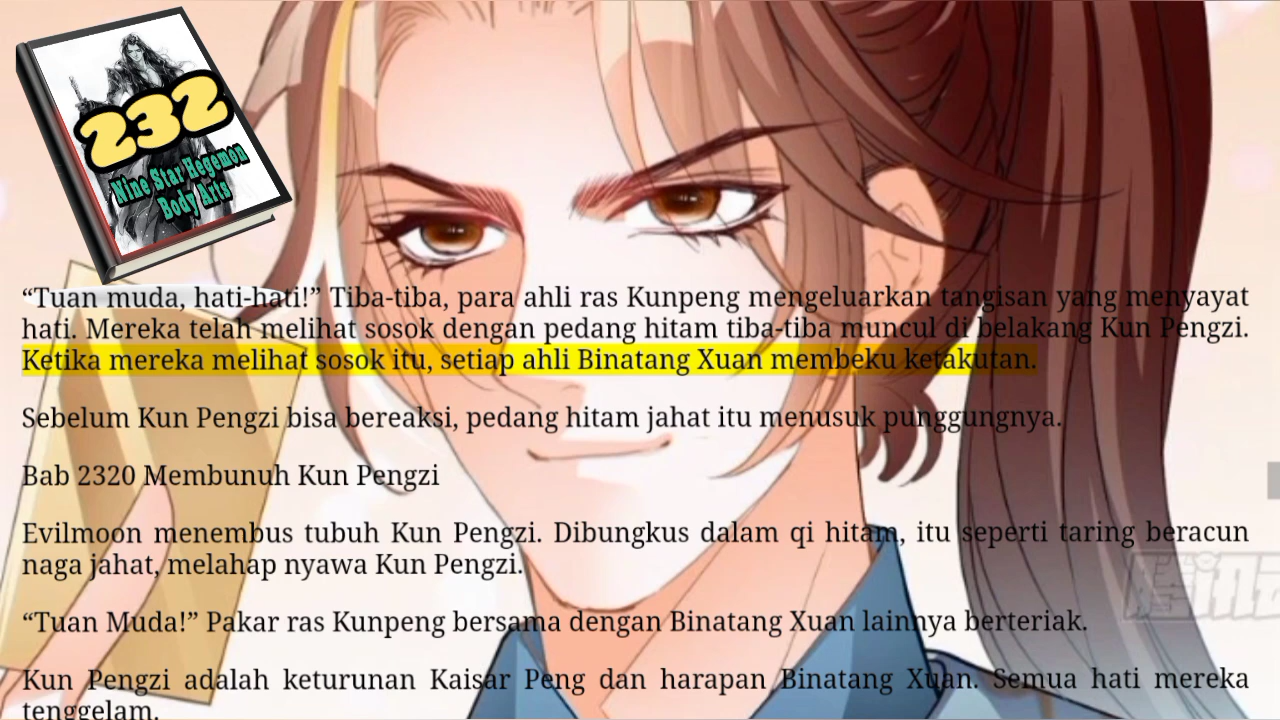 232
Nine Star Hegemon
Body Arts
“Tuan muda, hati-hati!” Tiba-tiba, para ahli ras Kunpeng mengeluarkan tangisan yang menyayat
hati. Mereka telah melihat sosok dengan pedang hitam tiba-tiba muncul di belakang Kun Pengzi.
Ketika mereka melihat sosok itu, setiap ahli Binatang Xuan membeku ketakutan.
Sebelum Kun Pengzi bisa bereaksi, pedang hitam jahat itu menusuk punggungnya.
Bab 2320 Membunuh Kun Pengzi
Evilmoon menembus tubuh Kun Pengzi. Dibungkus dalam qi hitam, itu seperti taring beracun
naga jahat, melahap nyawa Kun Pengzi.
“Tuan Muda!” Pakar ras Kunpeng bersama dengan Binatang Xuan lainnya berteriak.
Kun Pengzi adalah keturunan Kaisar Peng dan harapan Binatang Xuan. Semua hati mereka
tenggelam.
腾讯